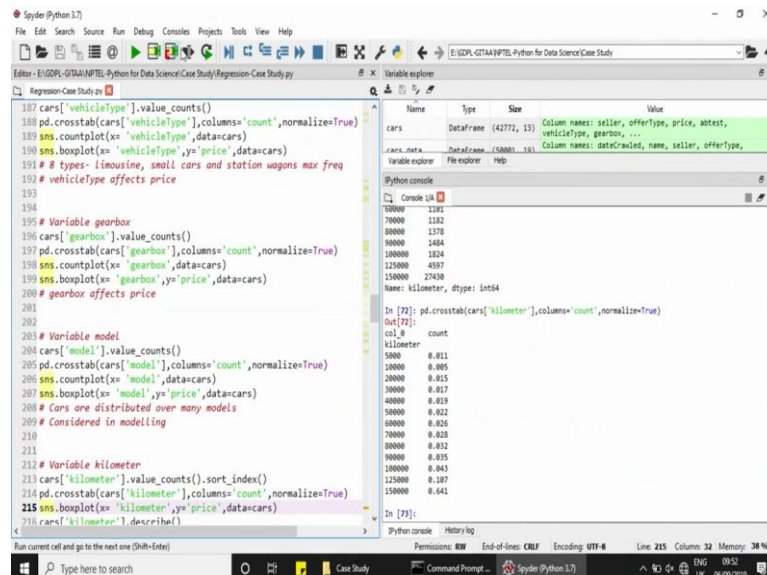 Spyder (Python 3.7)
File Edit Search Source Run Debug Consoles Projects Tools View Help
E:\GDPL-GITAA\NPTEL-Python for Data Science\Case Study
Editor - E:\GDPL-GITAA\NPTEL-Python for Data Science\Case Study\Regression-Case Study.py
Regression-Case Study.py
187 cars['vehicleType'].value_counts()
188 pd.crosstab(cars['vehicleType'],columns='count',normalize=True)
189 sns.countplot(x= 'vehicleType',data=cars)
190 sns.boxplot(x= 'vehicleType',y='price',data=cars)
191 # 8 types- limousine, small cars and station wagons max freq
192 # vehicleType affects price
193
194
195 # Variable gearbox
196 cars['gearbox'].value_counts()
197 pd.crosstab(cars['gearbox'],columns='count',normalize=True)
198 sns.countplot(x= 'gearbox',data=cars)
199 sns.boxplot(x= 'gearbox',y='price',data=cars)
200 # gearbox affects price
201
202
203 # Variable model
204 cars['model'].value_counts()
205 pd.crosstab(cars['model'],columns='count',normalize=True)
206 sns.countplot(x= 'model',data=cars)
207 sns.boxplot(x= 'model',y='price',data=cars)
208 # Cars are distributed over many models
209 # Considered in modelling
210
211
212 # Variable kilometer
213 cars['kilometer'].value_counts().sort_index()
214 pd.crosstab(cars['kilometer'],columns='count',normalize=True)
215 sns.boxplot(x= 'kilometer',y='price',data=cars)
216 cars['kilometer'].describe()
Variable explorer
Name Type Size Value
cars DataFrame (42772, 13) Column names: seller, offerType, price, abtest,
vehicleType, gearbox, ...
cars_data DataFrame (50001, 19) Column names: dateCrawled, name, seller, offerType,
Variable explorer File explorer Help
IPython console
Console 1/A
60000 1101
70000 1182
80000 1378
90000 1484
100000 1824
125000 4597
150000 27430
Name: kilometer, dtype: int64
In [72]: pd.crosstab(cars['kilometer'],columns='count',normalize=True)
Out[72]:
col_0 count
kilometer
5000 0.011
10000 0.005
20000 0.015
30000 0.017
40000 0.019
50000 0.022
60000 0.026
70000 0.028
80000 0.032
90000 0.035
100000 0.043
125000 0.107
150000 0.641
In [73]:
IPython console History log
Run current cell and go to the next one (Shift+Enter)
Permissions: RW End-of-lines: CRLF Encoding: UTF-8 Line: 215 Column: 32 Memory: 38 %
Type here to search
Case Study
Command Prompt ...
Spyder (Python 3.7)
ENG
UK
09:52
06/09/2019